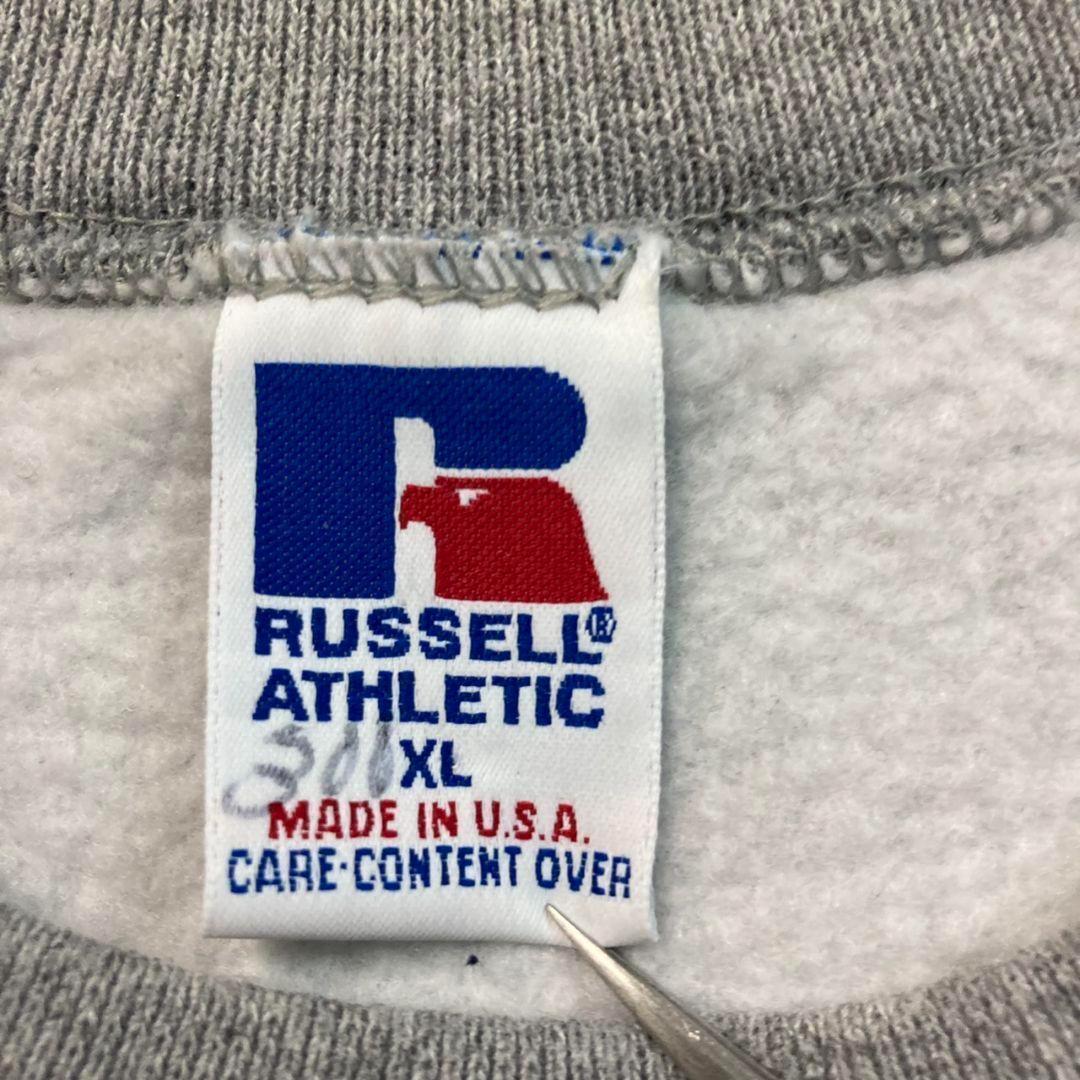 RUSSELL®
ATHLETIC
XL
MADE IN U.S.A.
CARE·CONTENT OVER